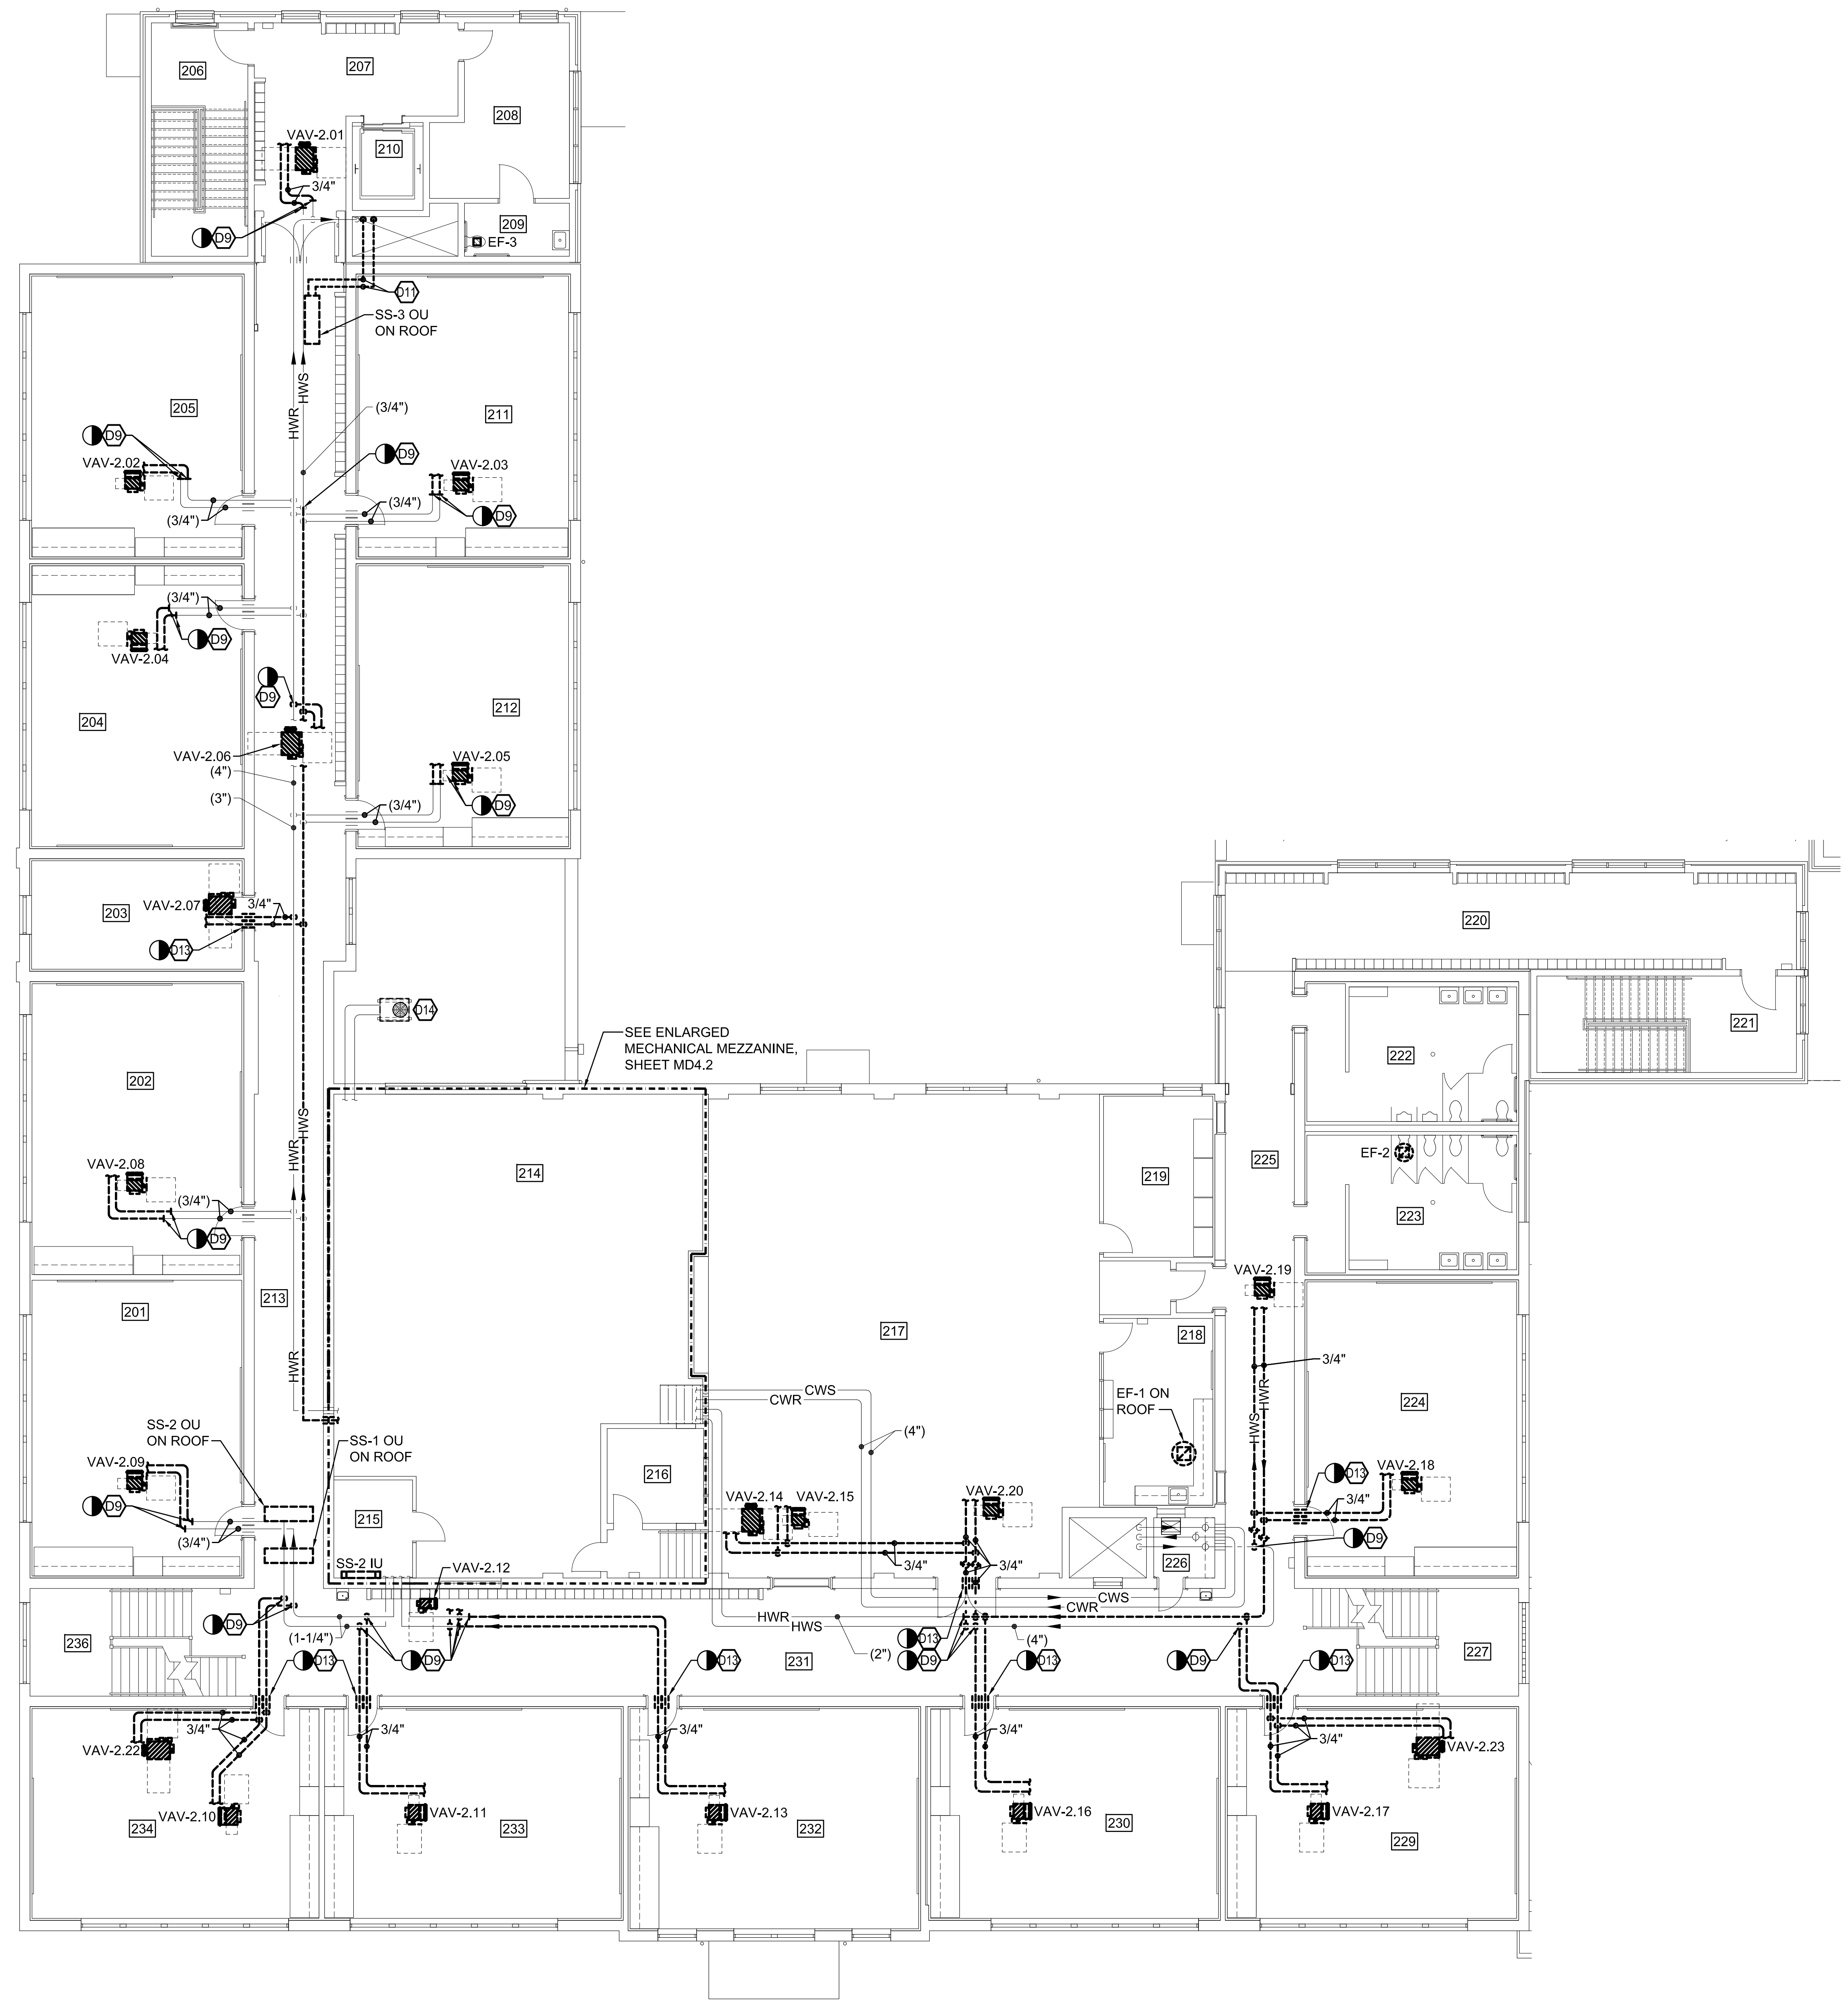 206
207
208
VAV-2.01
210
3/4"
209
EF-3
D9
D11
SS-3 OU
ON ROOF
HWS
HWR
205
(3/4")
211
D9
D9
VAV-2.02
VAV-2.03
(3/4")
(3/4")
D9
(3/4")
D9
VAV-2.04
D9
204
212
VAV-2.06
(4")
(3")
VAV-2.05
(3/4")
D9
203
VAV-2.07
3/4"
D13
220
D14
221
SEE ENLARGED
MECHANICAL MEZZANINE,
SHEET MD4.2
222
202
HWS
HWR
225
EF-2
VAV-2.08
214
219
(3/4")
223
D9
VAV-2.19
213
201
217
218
3/4"
HWR
HWR
CWS
CWR
EF-1 ON
ROOF
224
SS-2 OU
ON ROOF
(4")
HWS
SS-1 OU
ON ROOF
VAV-2.09
216
D13
VAV-2.18
VAV-2.14
VAV-2.15
VAV-2.20
3/4"
D9
215
(3/4")
D9
3/4"
3/4"
226
SS-2 IU
VAV-2.12
CWS
CWR
HWR
HWS
D9
236
(1-1/4")
D13
(4")
(2")
D13
D9
D13
231
D9
D13
D9
D13
227
3/4"
3/4"
3/4"
3/4"
3/4"
VAV-2.22
VAV-2.23
VAV-2.10
VAV-2.11
VAV-2.13
VAV-2.16
VAV-2.17
234
233
232
230
229